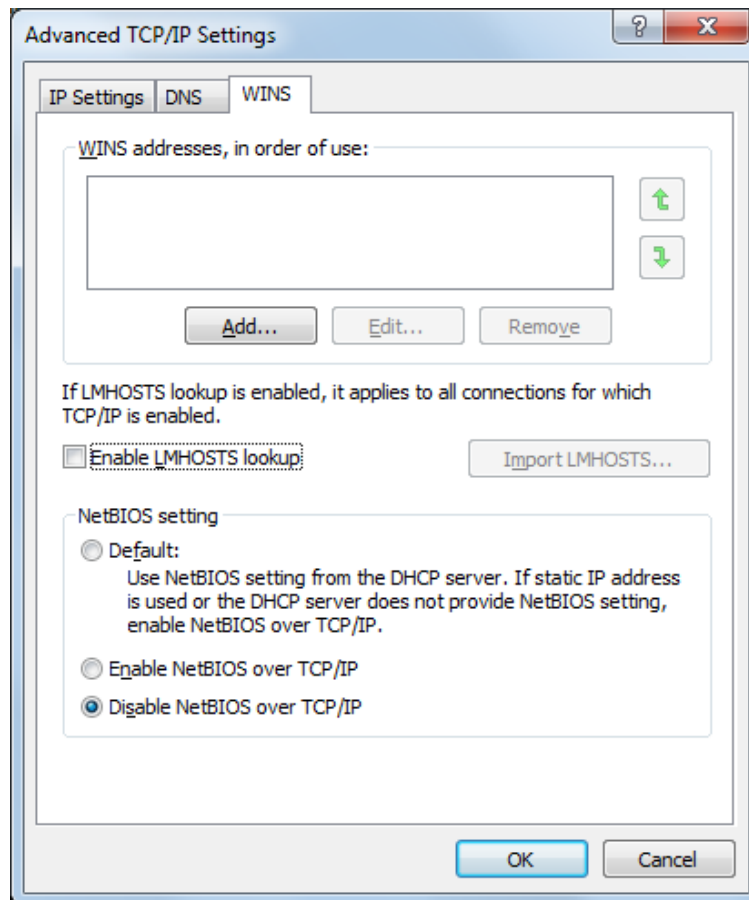 Advanced TCP/IP Settings
?
X
IP Settings
DNS
WINS
WINS addresses, in order of use:
Add...
Edit...
Remove
If LMHOSTS lookup is enabled, it applies to all connections for which
TCP/IP is enabled.
Enable LMHOSTS lookup
Import LMHOSTS...
NetBIOS setting
Default:
Use NetBIOS setting from the DHCP server. If static IP address
is used or the DHCP server does not provide NetBIOS setting,
enable NetBIOS over TCP/IP.
Enable NetBIOS over TCP/IP
Disable NetBIOS over TCP/IP
OK
Cancel